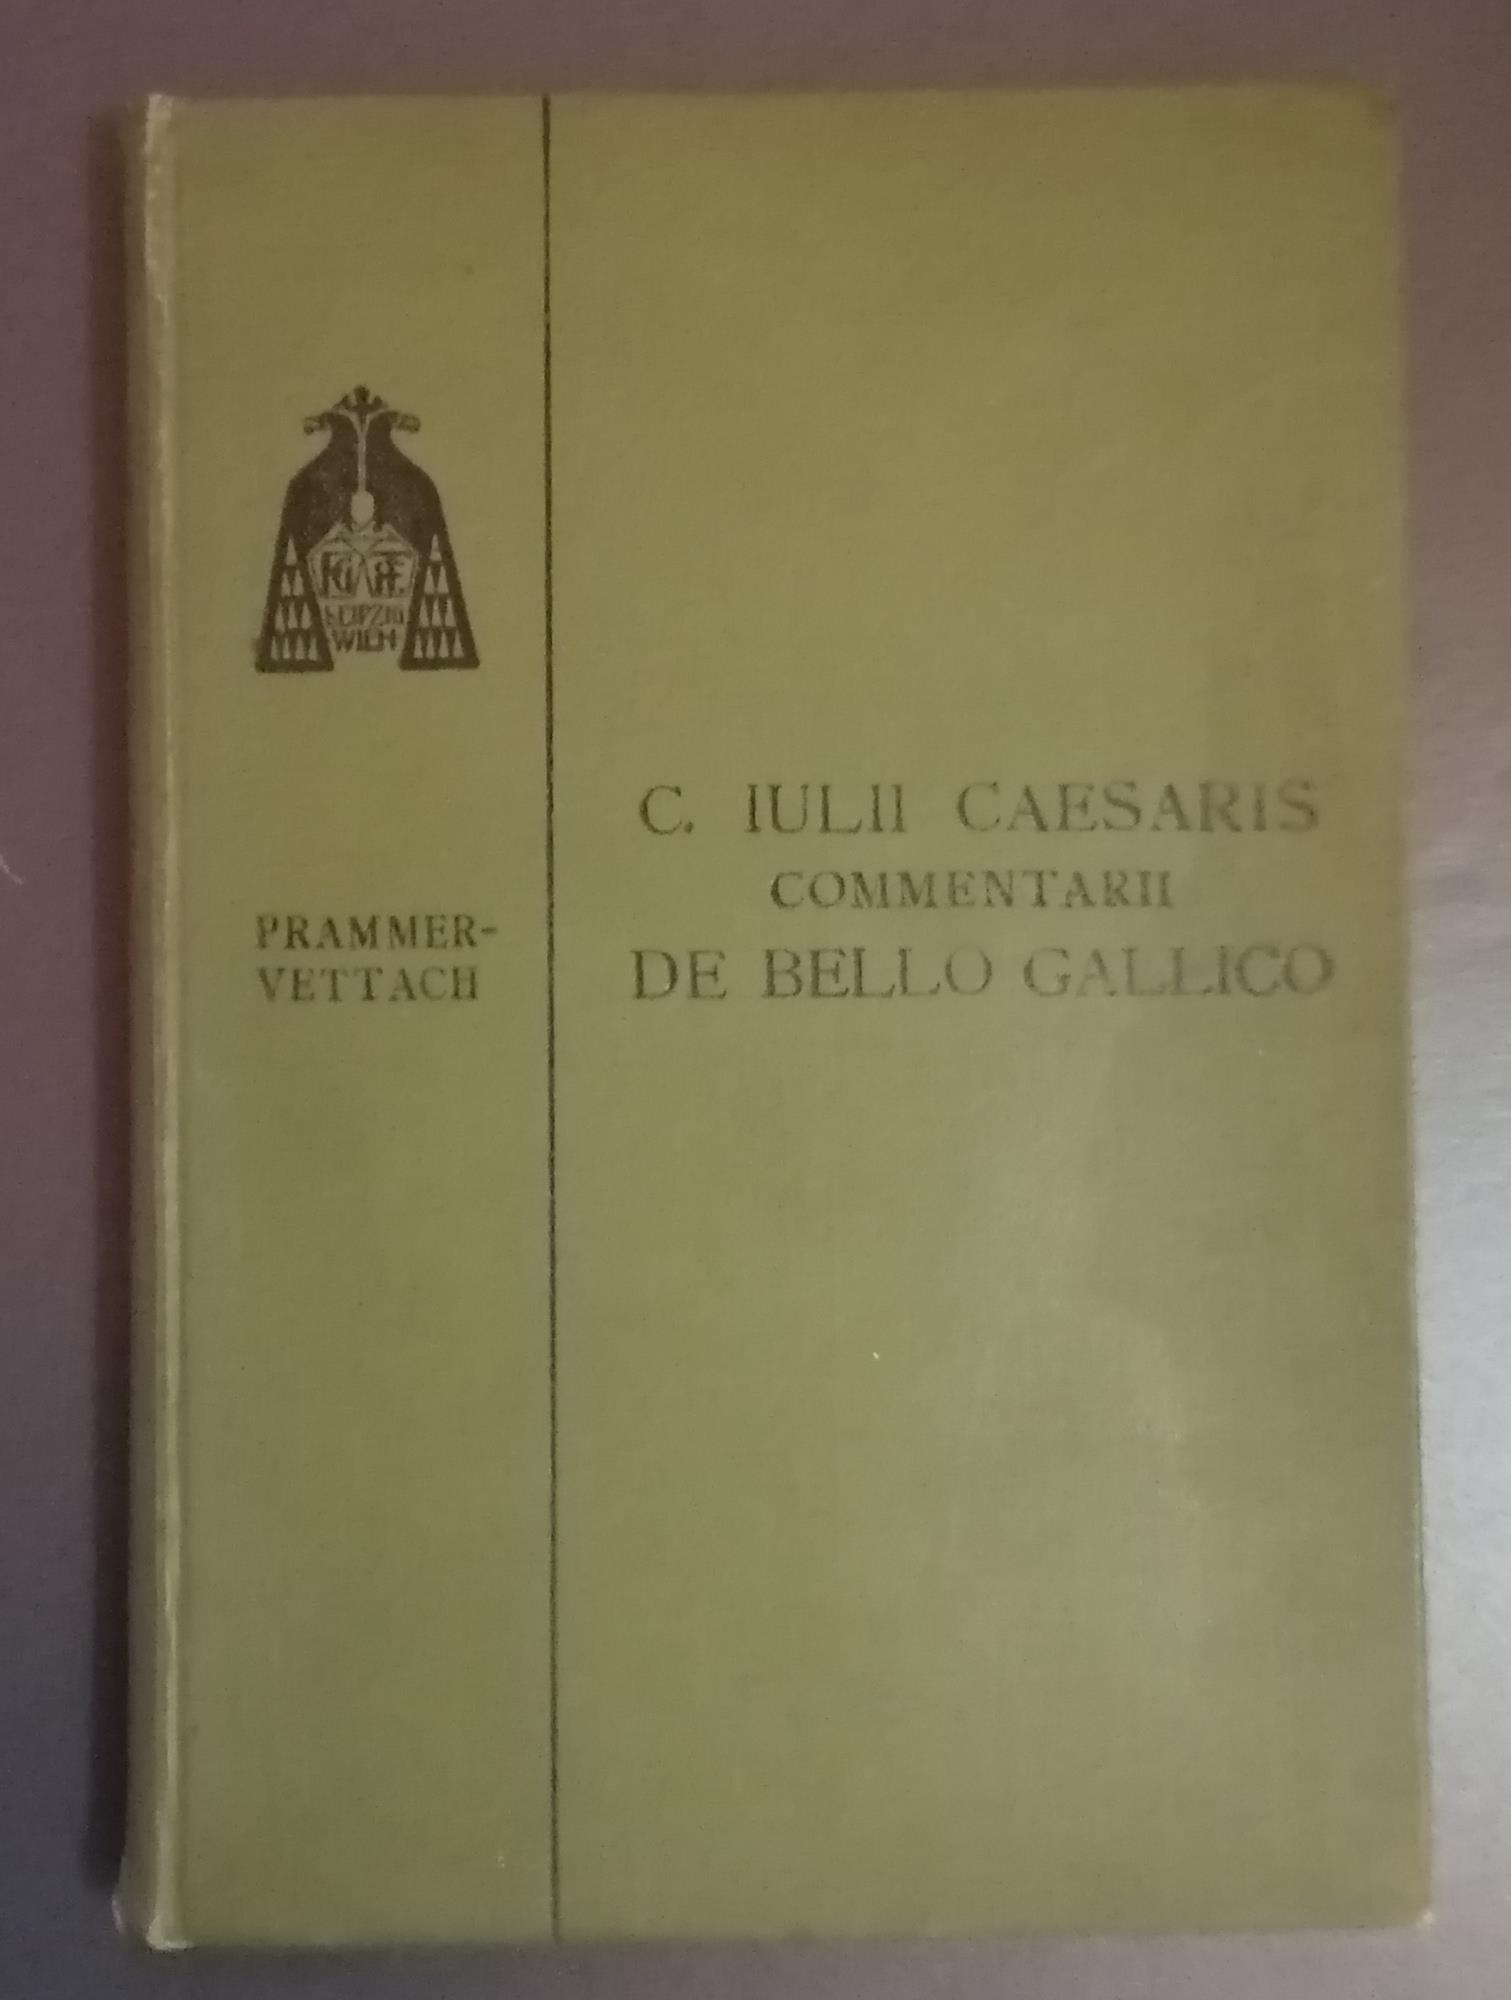 LEIPZIG
WIEN
PRAMMER-
VETTACH
C. IULII CAESARIS
COMMENTARII
DE BELLO GALLICO